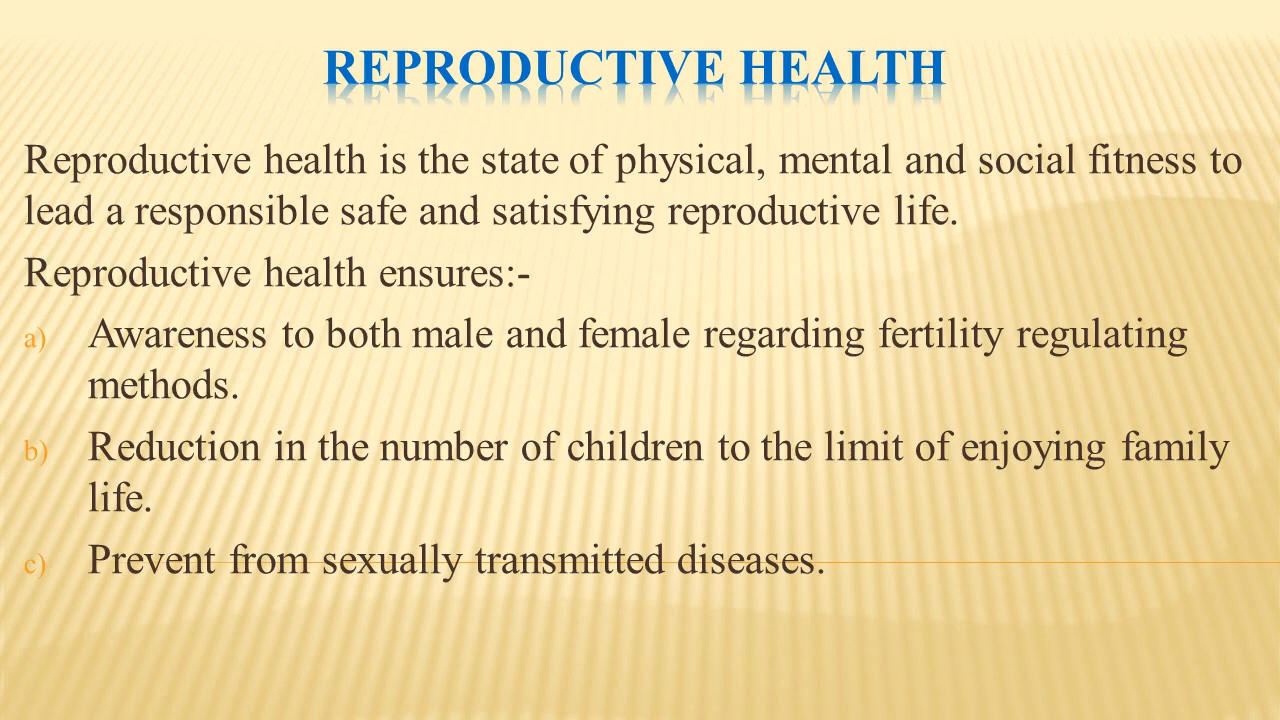 REPRODUCTIVE HEALTH
Reproductive health is the state of physical, mental and social fitness to
lead a responsible safe and satisfying reproductive life.
Reproductive health ensures:-
a) Awareness to both male and female regarding fertility regulating
methods.
b) Reduction in the number of children to the limit of enjoying family
life.
c) Prevent from sexually transmitted diseases.